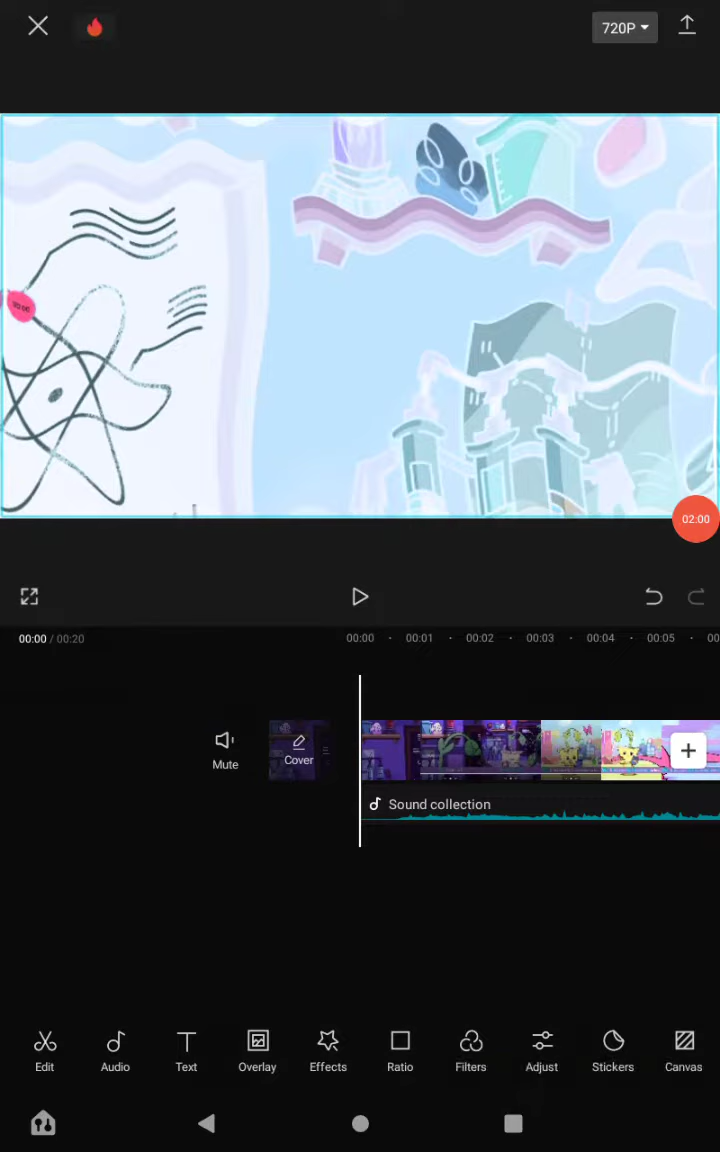 720P
02:00
00:00 / 00:20
00:00 · 00:01 · 00:02 · 00:03 · 00:04 · 00:05 · 00
Mute
Cover
Sound collection
Edit
Audio
Text
Overlay
Effects
Ratio
Filters
Adjust
Stickers
Canvas